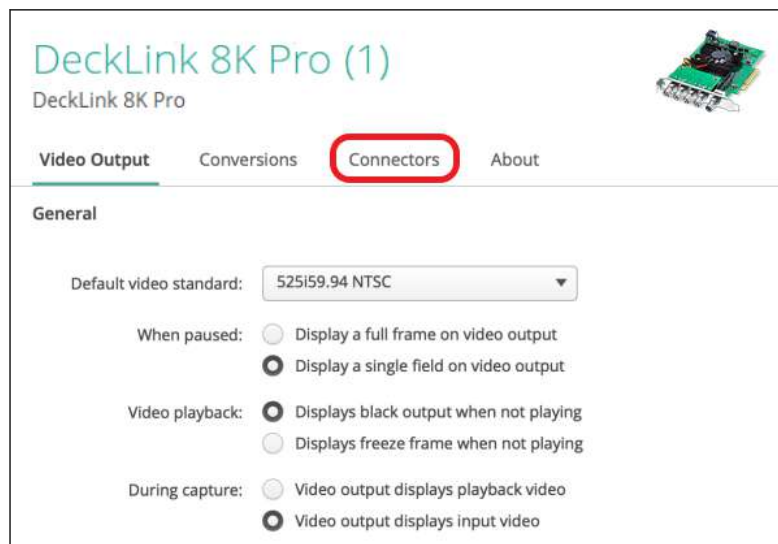 DeckLink 8K Pro (1)
DeckLink 8K Pro
Video Output Conversions Connectors About
General
Default video standard: 525i59.94 NTSC
When paused: Display a full frame on video output
Display a single field on video output
Video playback: Displays black output when not playing
Displays freeze frame when not playing
During capture: Video output displays playback video
Video output displays input video